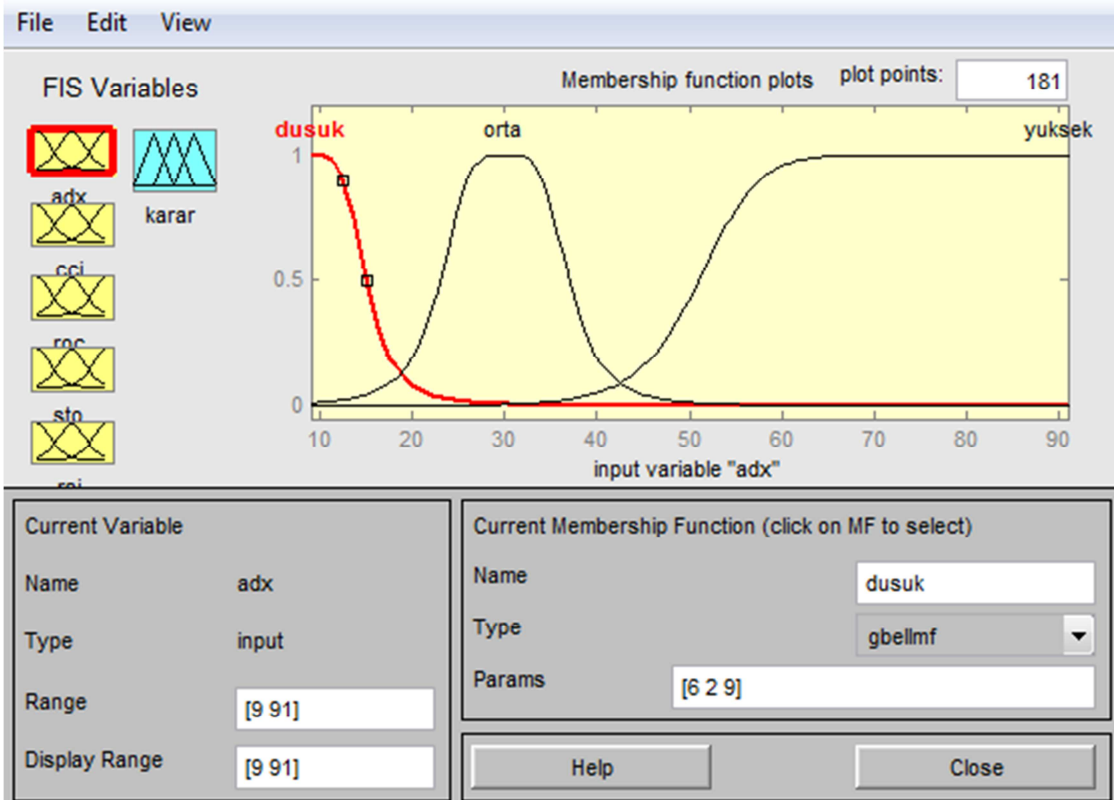 File Edit View
FIS Variables
Membership function plots plot points: 181
dusuk orta yuksek
adx
karar
cci
roc
sto
rsi
1
0.5
0
10 20 30 40 50 60 70 80 90
input variable "adx"
Current Variable
Name adx
Type input
Range [9 91]
Display Range [9 91]
Current Membership Function (click on MF to select)
Name dusuk
Type gbellmf
Params [6 2 9]
Help Close